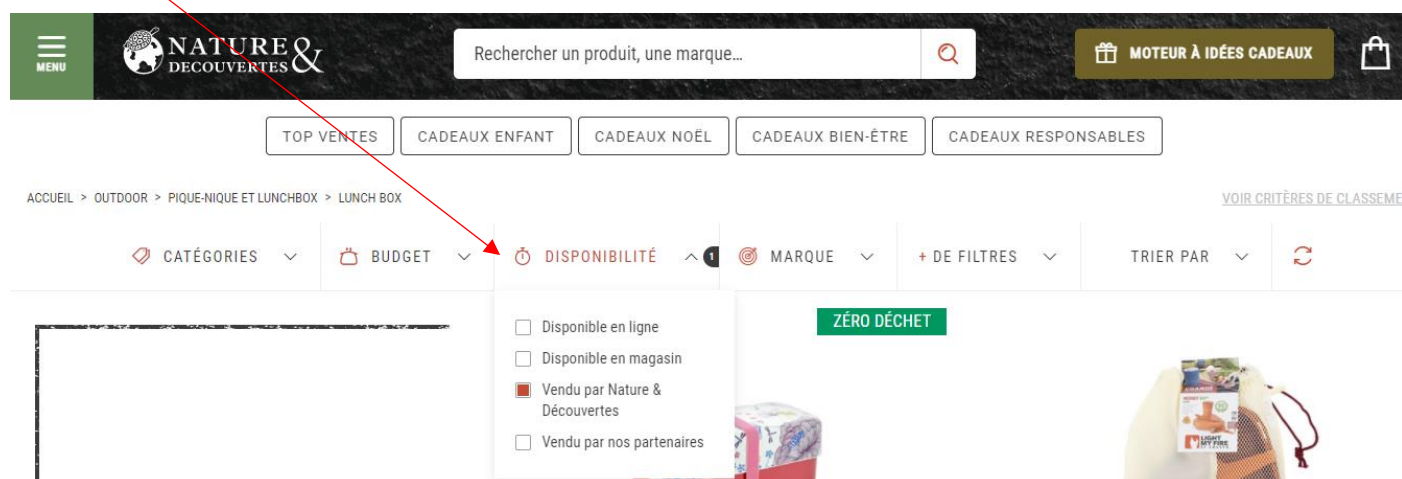 MENU
NATURE &
DECOUVERTES
Rechercher un produit, une marque...
MOTEUR À IDÉES CADEAUX
TOP VENTES
CADEAUX ENFANT
CADEAUX NOËL
CADEAUX BIEN-ÊTRE
CADEAUX RESPONSABLES
ACCUEIL > OUTDOOR > PIQUE-NIQUE ET LUNCHBOX > LUNCH BOX
VOIR CRITÈRES DE CLASSEME
CATÉGORIES
BUDGET
DISPONIBILITÉ
1
MARQUE
+ DE FILTRES
TRIER PAR
Disponible en ligne
Disponible en magasin
Vendu par Nature &
Découvertes
Vendu par nos partenaires
ZÉRO DÉCHET
LIGHT
MY FIRE